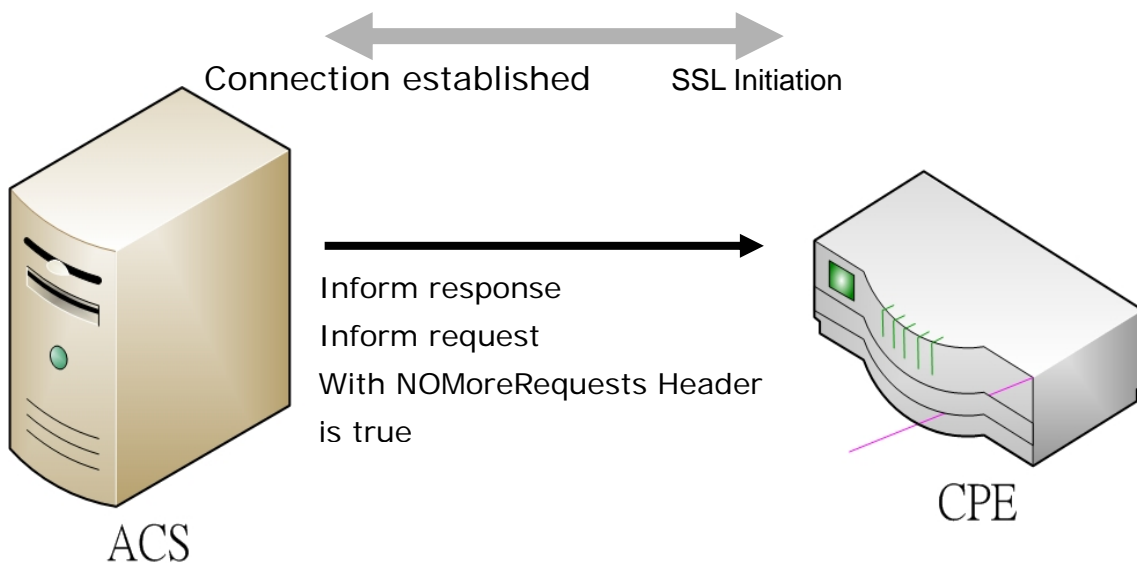 Connection established SSL Initiation
Inform response
Inform request
With NOMoreRequests Header
is true
ACS
CPE